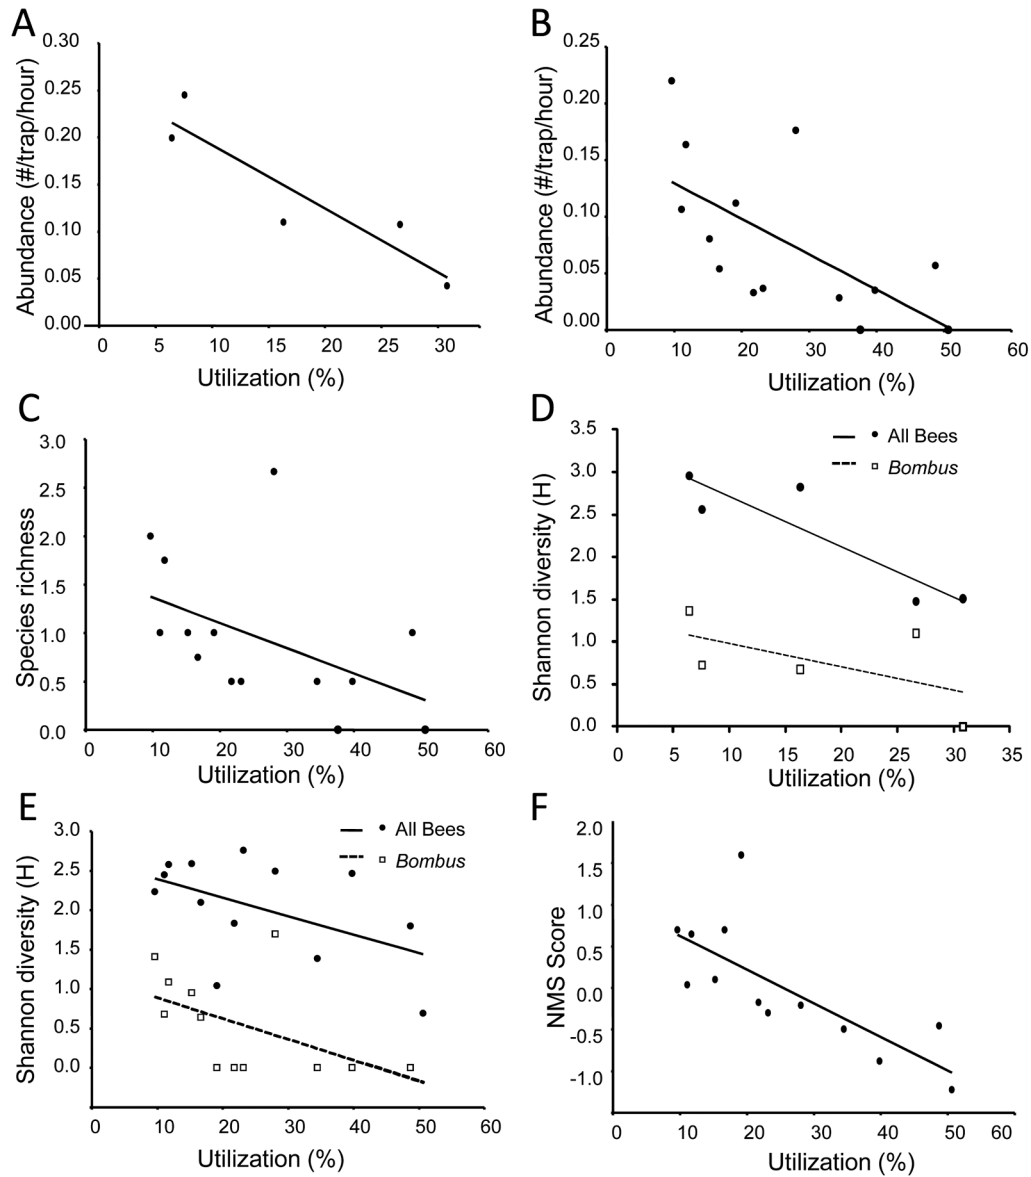 A
Abundance (#/trap/hour)
0.30
0.25
0.20
0.15
0.10
0.05
0.00
0 5 10 15 20 25 30
Utilization (%)
B
Abundance (#/trap/hour)
0.25
0.20
0.15
0.10
0.05
0.00
0 10 20 30 40 50 60
Utilization (%)
C
Species richness
3.0
2.5
2.0
1.5
1.0
0.5
0.0
0 10 20 30 40 50 60
Utilization (%)
D
Shannon diversity (H)
3.5
3.0
2.5
2.0
1.5
1.0
0.5
0.0
All Bees
Bombus
0 5 10 15 20 25 30 35
Utilization (%)
E
Shannon diversity (H)
3.0
2.5
2.0
1.5
1.0
0.5
0.0
All Bees
Bombus
0 10 20 30 40 50 60
Utilization (%)
F
NMS Score
2.0
1.5
1.0
0.5
0.0
-0.5
-1.0
0 10 20 30 40 50 60
Utilization (%)